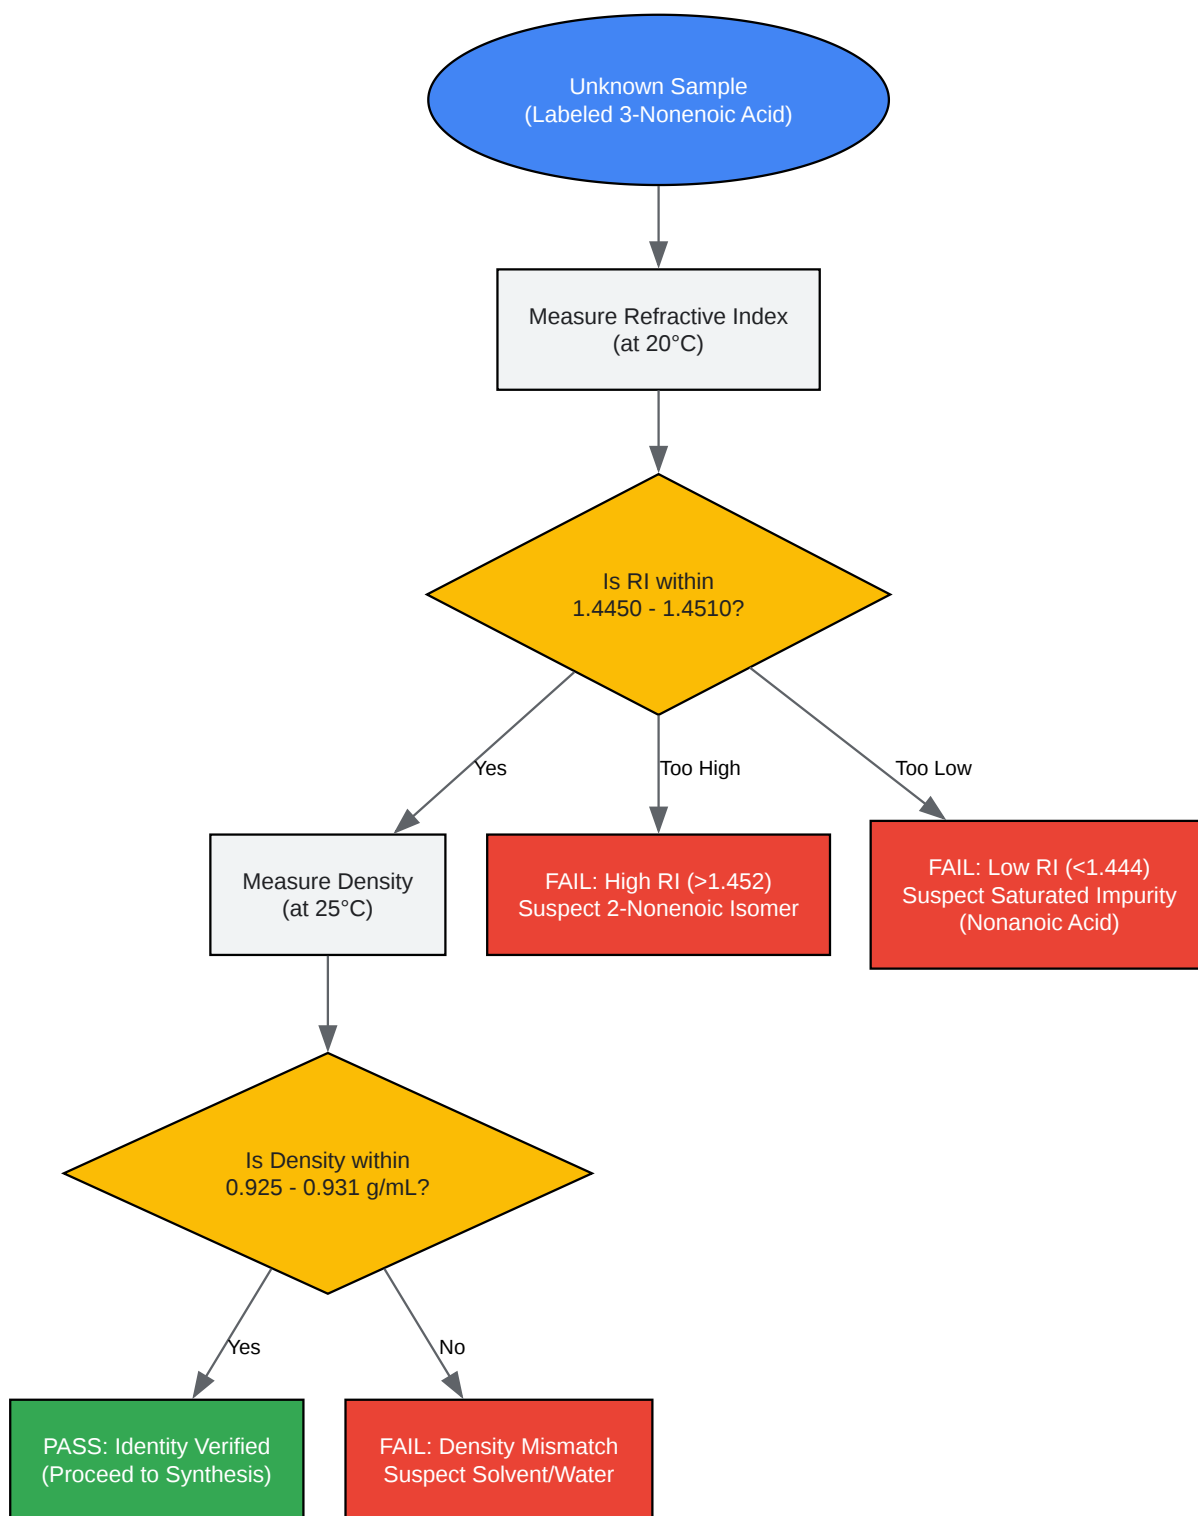 Unknown Sample
(Labeled 3-Nonenoic Acid)
Measure Refractive Index
(at 20°C)
Is RI within
1.4450 - 1.4510?
Yes
Too High
Too Low
Measure Density
(at 25°C)
FAIL: High RI (>1.452)
Suspect 2-Nonenoic Isomer
FAIL: Low RI (<1.444)
Suspect Saturated Impurity
(Nonanoic Acid)
Is Density within
0.925 - 0.931 g/mL?
Yes
No
PASS: Identity Verified
(Proceed to Synthesis)
FAIL: Density Mismatch
Suspect Solvent/Water